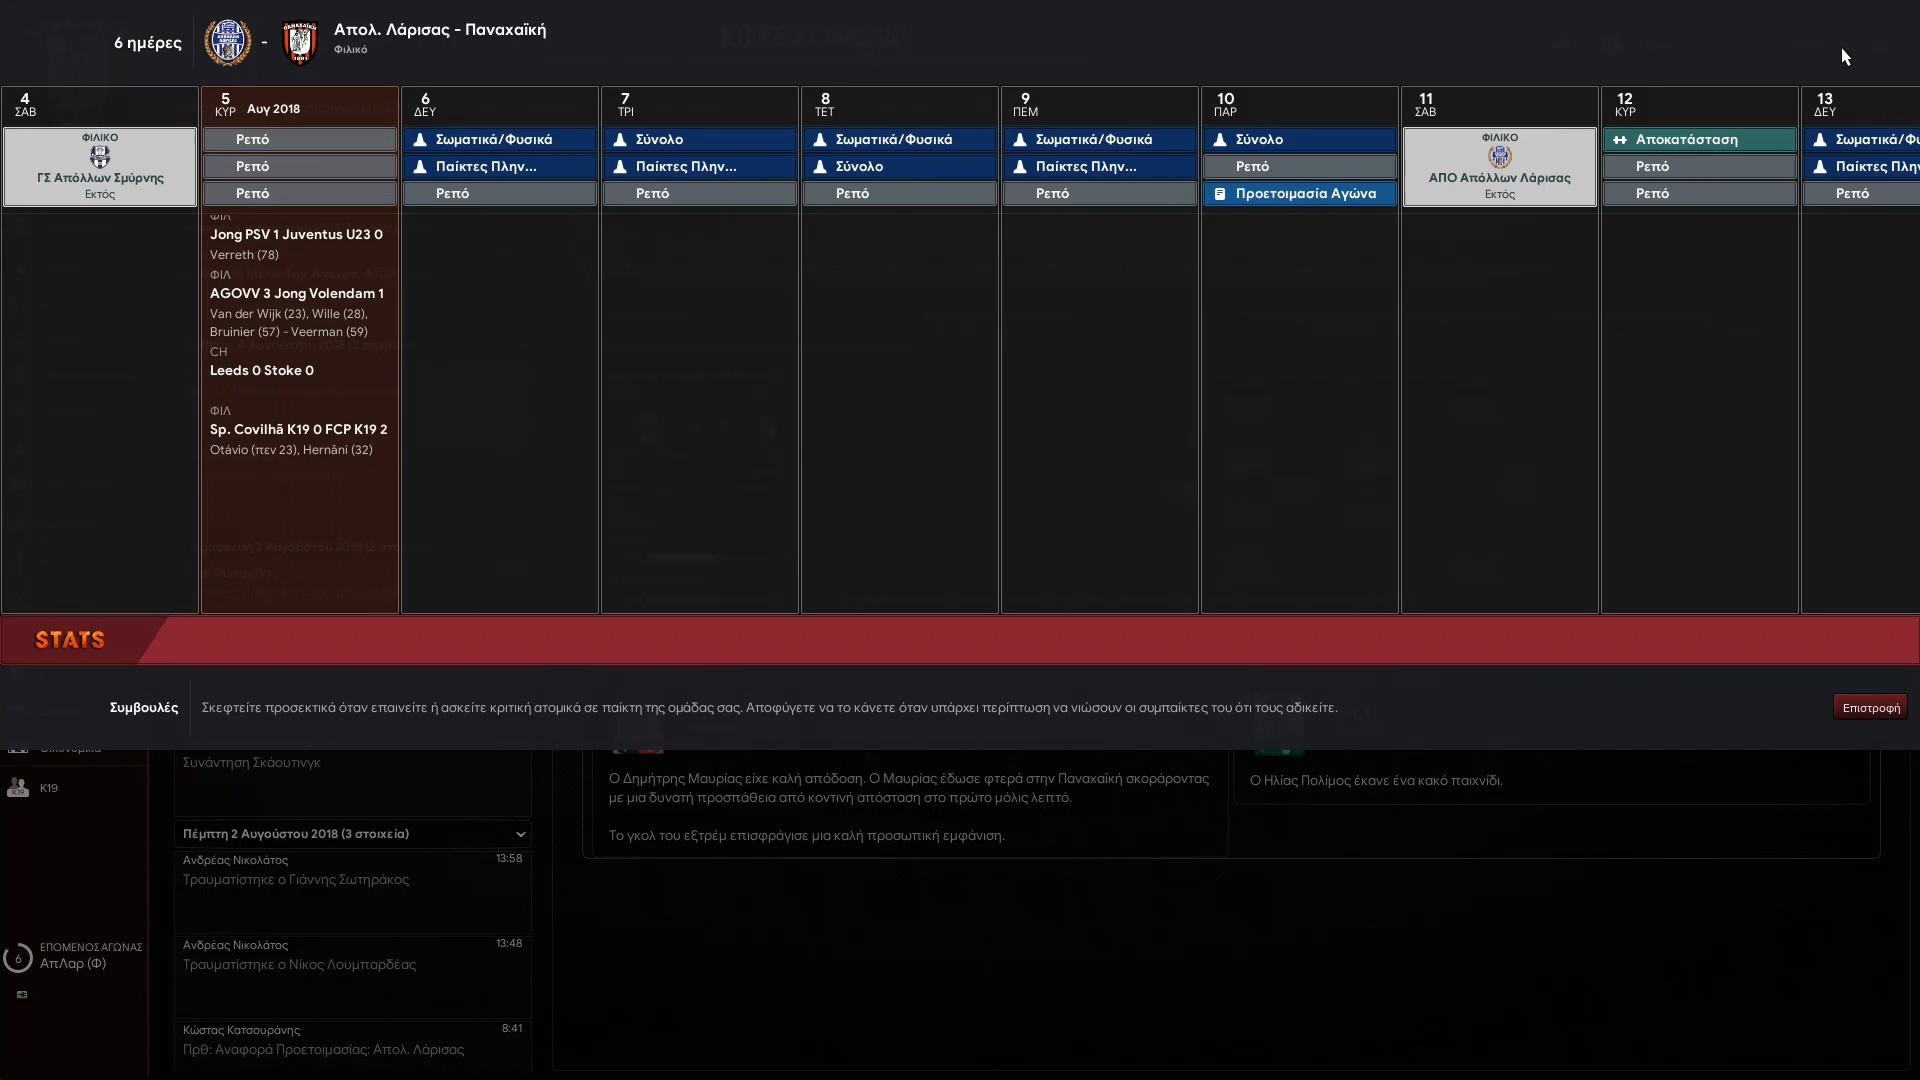 6 ημέρες
-
Απολ. Λάρισας - Παναχαϊκή
Φιλικό
4
ΣΑΒ
5
ΚΥΡ
Αυγ 2018
6
ΔΕΥ
7
ΤΡΙ
8
ΤΕΤ
9
ΠΕΜ
10
ΠΑΡ
11
ΣΑΒ
12
ΚΥΡ
13
ΔΕΥ
ΦΙΛΙΚΟ
ΓΣ Απόλλων Σμύρνης
Εκτός
Ρεπό
Ρεπό
Ρεπό
Σωματικά/Φυσικά
Παίκτες Πλην...
Ρεπό
Σύνολο
Παίκτες Πλην...
Ρεπό
Σωματικά/Φυσικά
Σύνολο
Ρεπό
Σωματικά/Φυσικά
Παίκτες Πλην...
Ρεπό
Σύνολο
Ρεπό
Προετοιμασία Αγώνα
ΦΙΛΙΚΟ
ΑΠΟ Απόλλων Λάρισας
Εκτός
Αποκατάσταση
Ρεπό
Ρεπό
Σωματικά/Φυ
Παίκτες Πλην
Ρεπό
ΦΙΛ
Jong PSV 1 Juventus U23 0
Verreth (78)
ΦΙΛ
AGOVV 3 Jong Volendam 1
Van der Wijk (23), Wille (28),
Bruinier (57) - Veerman (59)
CH
Leeds 0 Stoke 0
ΦΙΛ
Sp. Covilhã K19 0 FCP K19 2
Otávio (πεν 23), Hernâni (32)
STATS
Συμβουλές
Σκεφτείτε προσεκτικά όταν επαινείτε ή ασκείτε κριτική ατομικά σε παίκτη της ομάδας σας. Αποφύγετε να το κάνετε όταν υπάρχει περίπτωση να νιώσουν οι συμπαίκτες του ότι τους αδικείτε.
Επιστροφή
Οικονομικά
K19
ΕΠΟΜΕΝΟΣ ΑΓΩΝΑΣ
6
ΑπΛαρ (Φ)
Συνάντηση Σκάουτινγκ
Πέμπτη 2 Αυγούστου 2018 (3 στοιχεία)
Ανδρέας Νικολάτος
13:58
Τραυματίστηκε ο Γιάννης Σωτηράκος
Ανδρέας Νικολάτος
13:48
Τραυματίστηκε ο Νίκος Λουμπαρδέας
Κώστας Κατσουράνης
8:41
Πρθ: Αναφορά Προετοιμασίας: Απολ. Λάρισας
Ο Δημήτρης Μαυρίας είχε καλή απόδοση. Ο Μαυρίας έδωσε φτερά στην Παναχαϊκή σκοράροντας
με μια δυνατή προσπάθεια από κοντινή απόσταση στο πρώτο μόλις λεπτό.
Το γκολ του εξτρέμ επισφράγισε μια καλή προσωπική εμφάνιση.
Ο Ηλίας Πολίμος έκανε ένα κακό παιχνίδι.